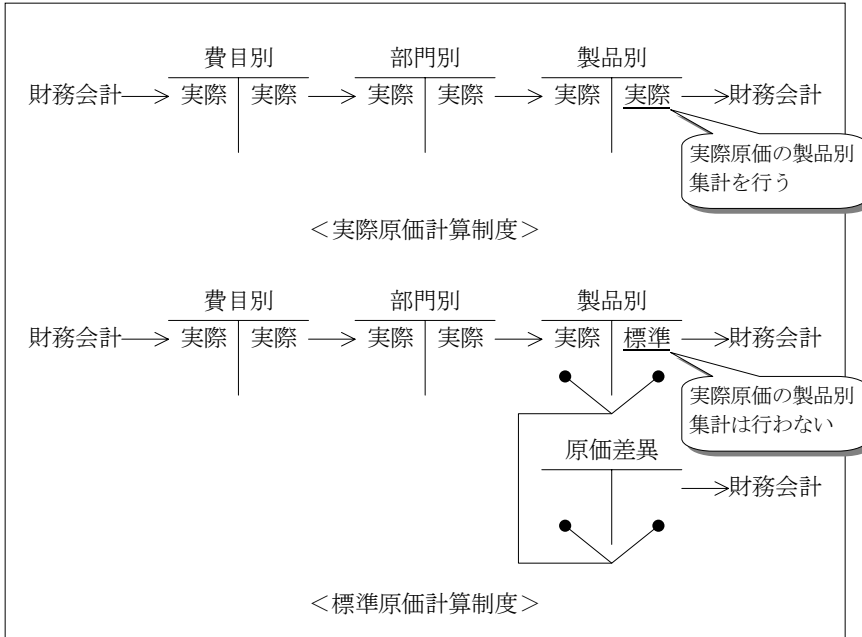 費目別 部門別 製品別
財務会計 実際 実際 実際 実際 実際 実際 財務会計
実際原価の製品別
集計を行う
＜実際原価計算制度＞
費目別 部門別 製品別
財務会計 実際 実際 実際 実際 実際 標準 財務会計
実際原価の製品別
集計は行わない
原価差異
財務会計
＜標準原価計算制度＞